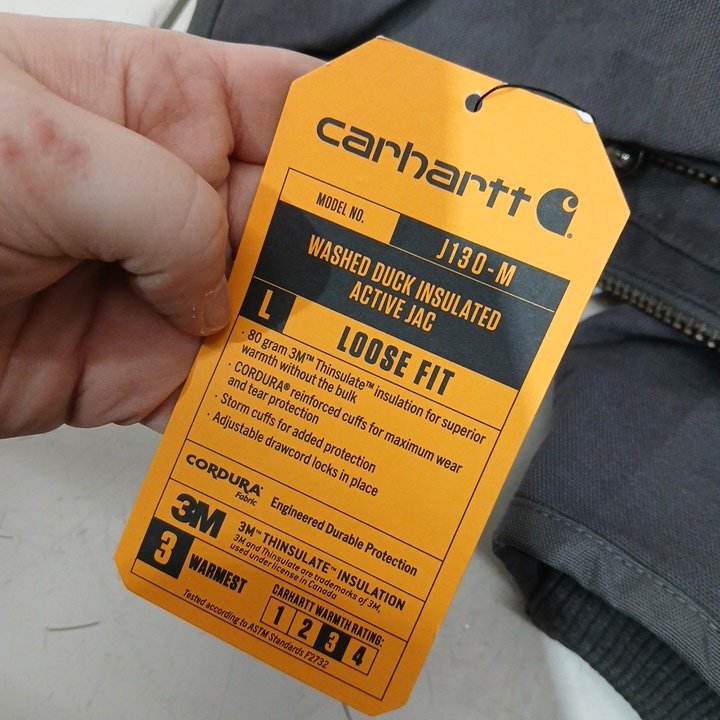 carhartt
MODEL NO. J130-M
WASHED DUCK INSULATED
ACTIVE JAC
L LOOSE FIT
· 80 gram 3M™ Thinsulate™ insulation for superior
warmth without the bulk
· CORDURA® reinforced cuffs for maximum wear
and tear protection
· Storm cuffs for added protection
· Adjustable drawcord locks in place
CORDURA® Fabric Engineered Durable Protection
3M 3M™ THINSULATE™ INSULATION
3M and Thinsulate are trademarks of 3M,
used under license in Canada
3 WARMEST
CARHARTT WARMTH RATING:
1 2 3 4
Tested according to ASTM Standards F2732